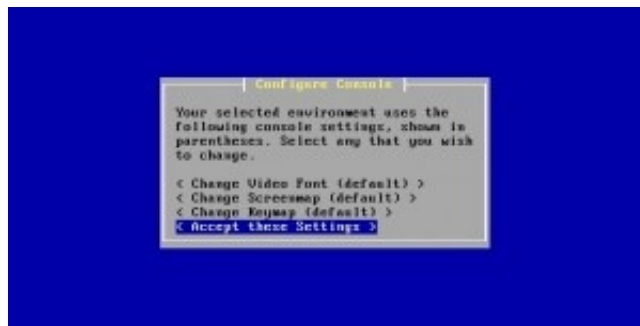 Configure Console
Your selected environment uses the
following console settings, shown in
parentheses. Select any that you wish
to change.
< Change Video Font (default) >
< Change Screenmap (default) >
< Change Keymap (default) >
< Accept these Settings >